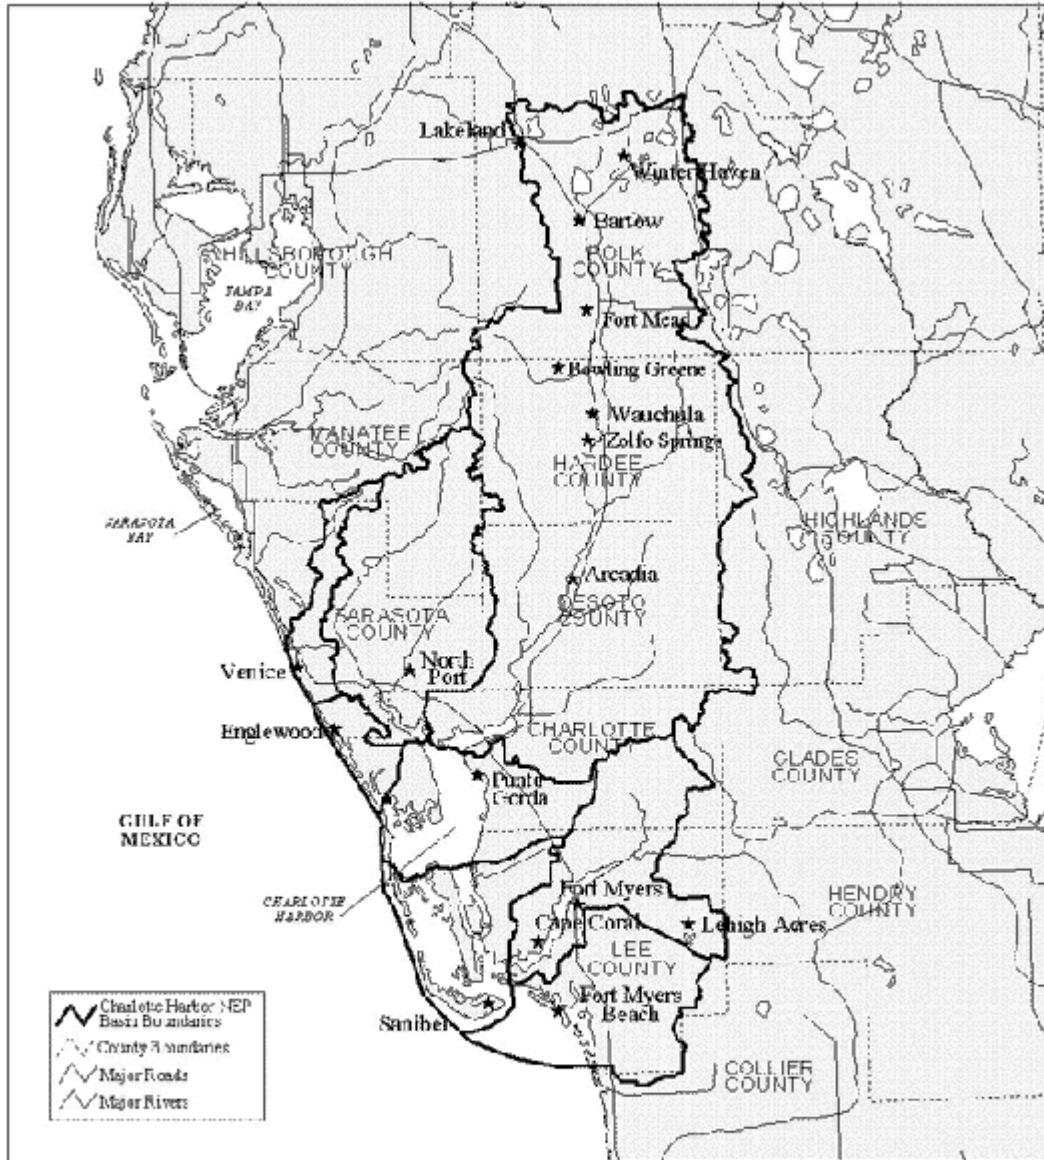 Lakeland
Winter Haven
Bartow
HILLSBOROUGH
COUNTY
POLK
COUNTY
TAMPA
BAY
Fort Mead
Bowling Greene
Wauchula
MANATEE
COUNTY
Zolfo Springs
HARDEE
COUNTY
SARASOTA
BAY
HIGHLANDS
COUNTY
Arcadia
DESOTO
COUNTY
SARASOTA
COUNTY
Venice
North
Port
Englewood
CHARLOTTE
COUNTY
GLADES
COUNTY
Punta
Gorda
GULF OF
MEXICO
CHARLOTTE
HARBOR
Fort Myers
HENDRY
COUNTY
Cape Coral
Lehigh Acres
LEE
COUNTY
Fort Myers
Beach
Sanibel
COLLIER
COUNTY
Charlotte Harbor NEP
Basin Boundaries
County Boundaries
Major Roads
Major Rivers